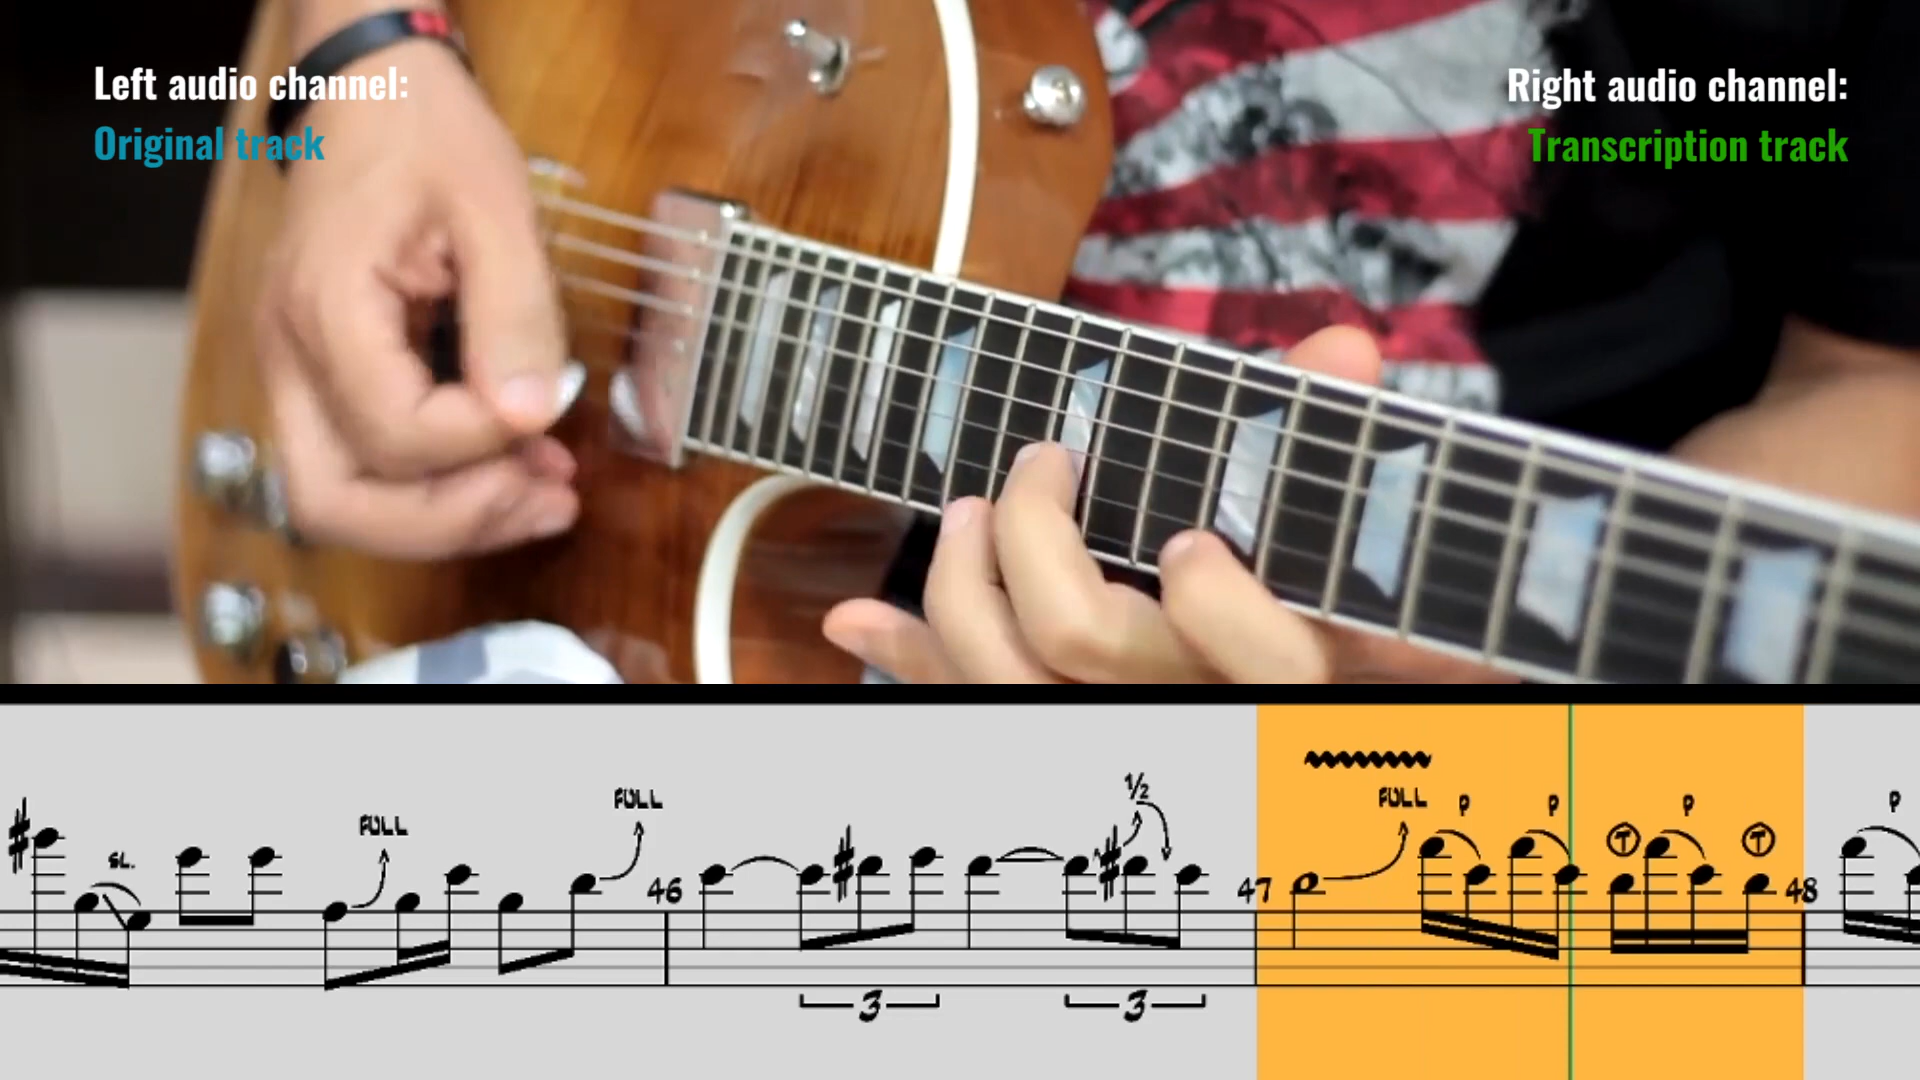 Left audio channel:
Original track
Right audio channel:
Transcription track
SL.
FULL
FULL
46
½
47
FULL
P
P
T
P
T
48
P
3
3